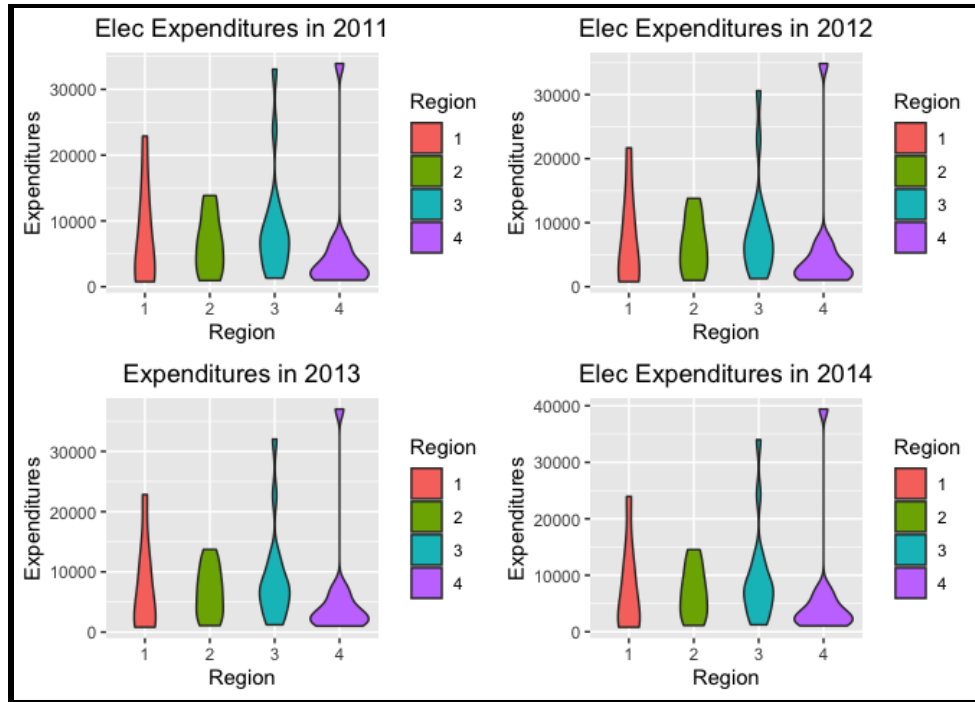 Elec Expenditures in 2011
Expenditures
30000
20000
10000
0
1 2 3 4
Region
Region
1
2
3
4
Elec Expenditures in 2012
Expenditures
30000
20000
10000
0
1 2 3 4
Region
Region
1
2
3
4
Expenditures in 2013
Expenditures
30000
20000
10000
0
1 2 3 4
Region
Region
1
2
3
4
Elec Expenditures in 2014
Expenditures
40000
30000
20000
10000
0
1 2 3 4
Region
Region
1
2
3
4